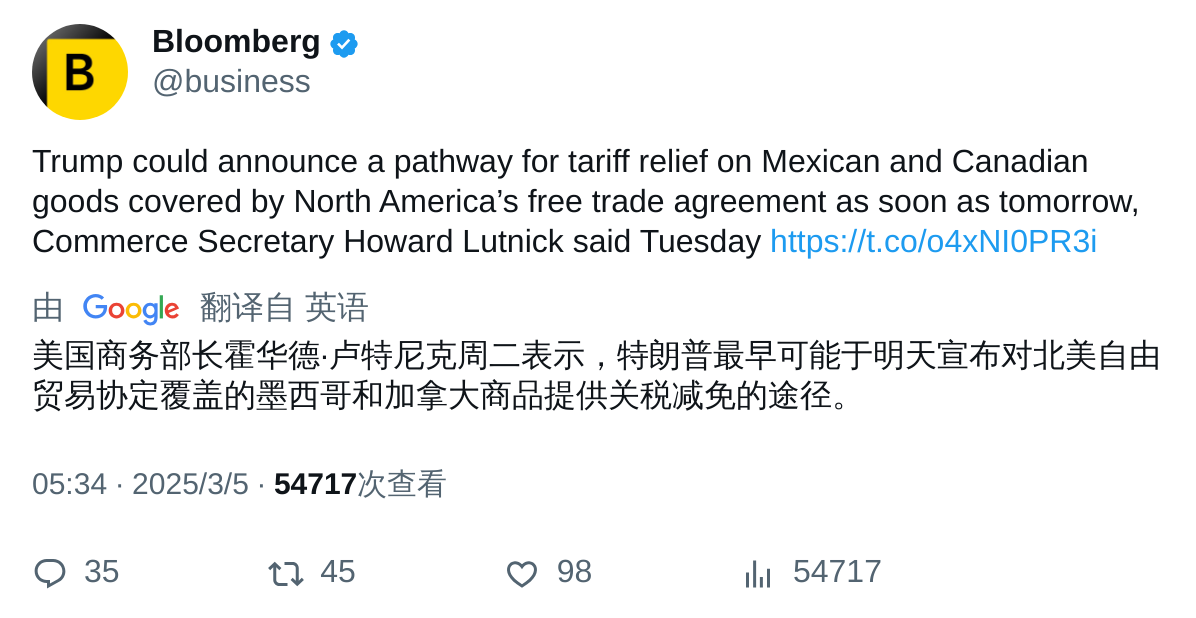 B
Bloomberg
@business
Trump could announce a pathway for tariff relief on Mexican and Canadian
goods covered by North America’s free trade agreement as soon as tomorrow,
Commerce Secretary Howard Lutnick said Tuesday https://t.co/o4xNI0PR3i
由 Google 翻译自 英语
美国商务部长霍华德·卢特尼克周二表示，特朗普最早可能于明天宣布对北美自由
贸易协定覆盖的墨西哥和加拿大商品提供关税减免的途径。
05:34 · 2025/3/5 · 54717次查看
35 45 98 54717